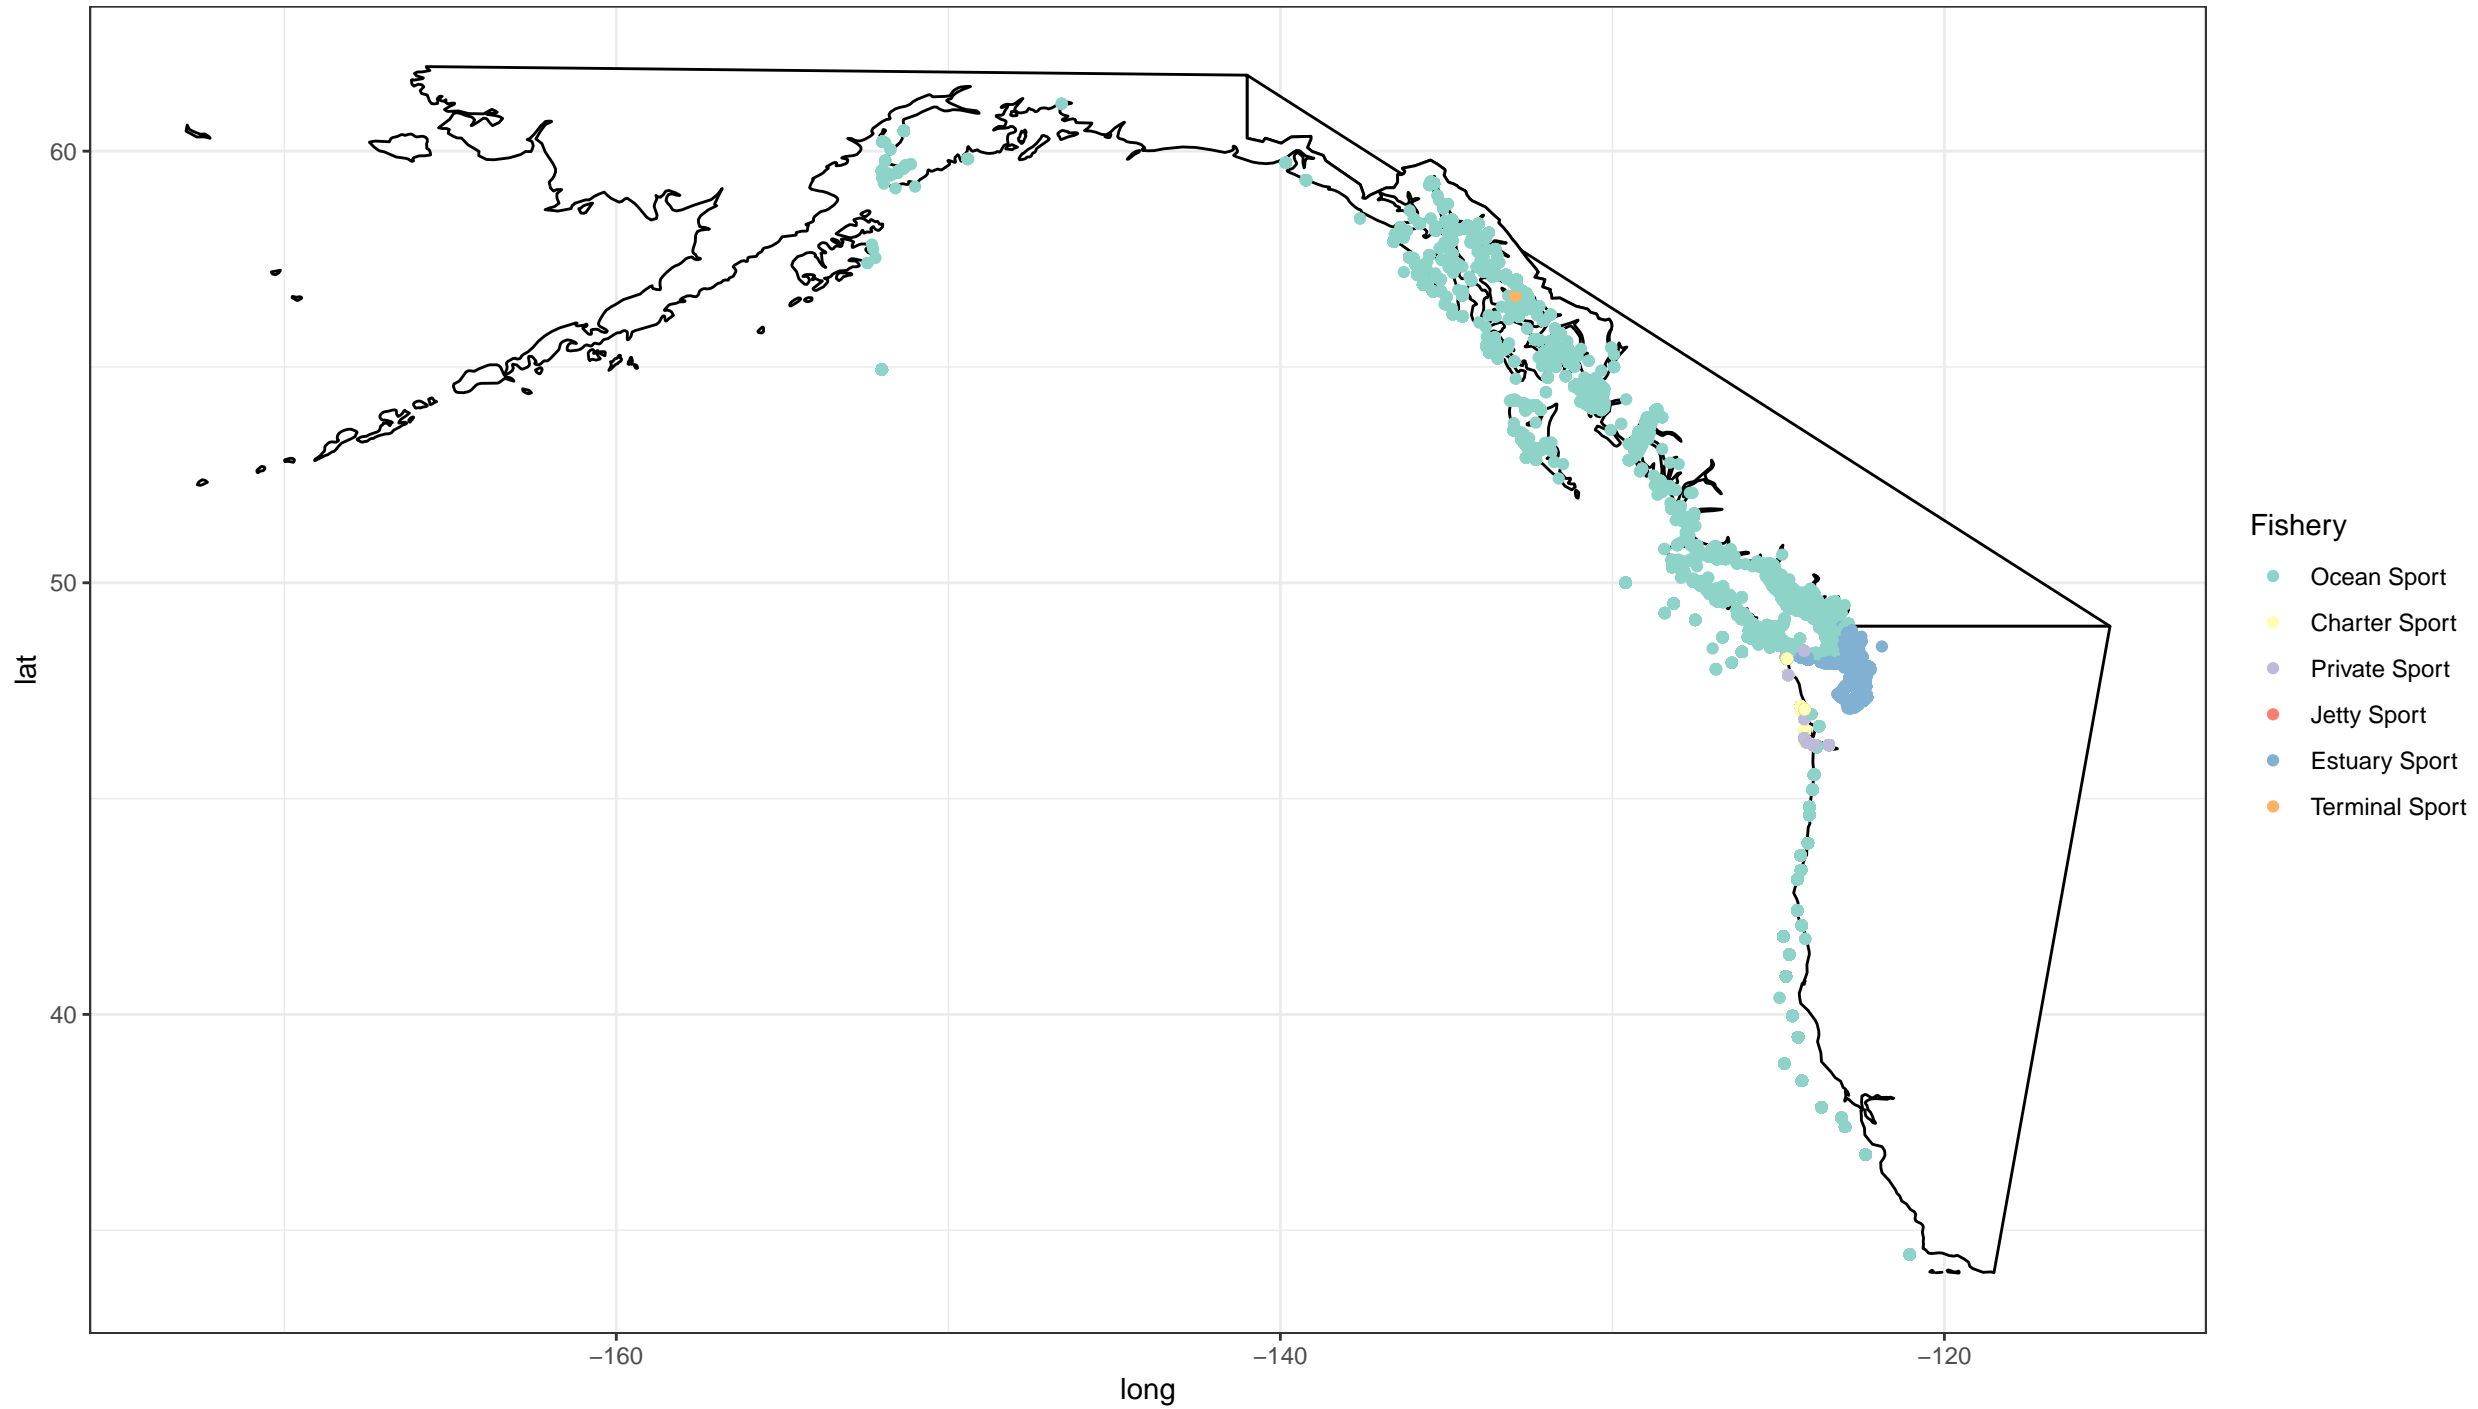 60
50
40
lat
−160
−140
−120
long
Fishery
Ocean Sport
Charter Sport
Private Sport
Jetty Sport
Estuary Sport
Terminal Sport